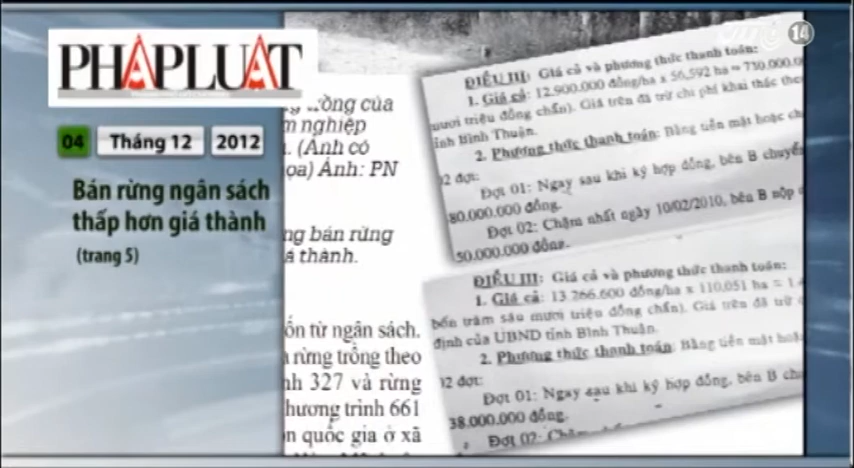 PHÁPLUẬT
04 Tháng 12 2012
Bán rừng ngân sách
thấp hơn giá thành
(trang 5)
trồng của
m nghiệp
. (Ảnh có
họa) Ảnh: PN
ng bán rừng
á thành.
ốn từ ngân sách.
rừng trồng theo
nh 327 và rừng
hương trình 661
n quốc gia ở xã
ĐIỀU III: Giá cả và phương thức thanh toán:
1. Giá cả: 12.900.000 đồng/ha x 56,592 ha = 730.000.0
mươi triệu đồng chẵn). Giá trên đã trừ chi phí khai thác theo
ỉnh Bình Thuận.
2. Phương thức thanh toán: Bằng tiền mặt hoặc ch
02 đợt:
Đợt 01: Ngay sau khi ký hợp đồng, bên B chuyể
80.000.000 đồng.
Đợt 02: Chậm nhất ngày 10/02/2010, bên B nộp
50.000.000 đồng.
ĐIỀU III: Giá cả và phương thức thanh toán:
1. Giá cả: 13.266.600 đồng/ha x 110,051 ha = 1.4
bốn trăm sáu mươi triệu đồng chẵn). Giá trên đã trừ
định của UBND tỉnh Bình Thuận.
2. Phương thức thanh toán: Bằng tiền mặt hoặc
02 đợt:
Đợt 01: Ngay sau khi ký hợp đồng, bên B chu
38.000.000 đồng.
Đợt 02: Chậm
14